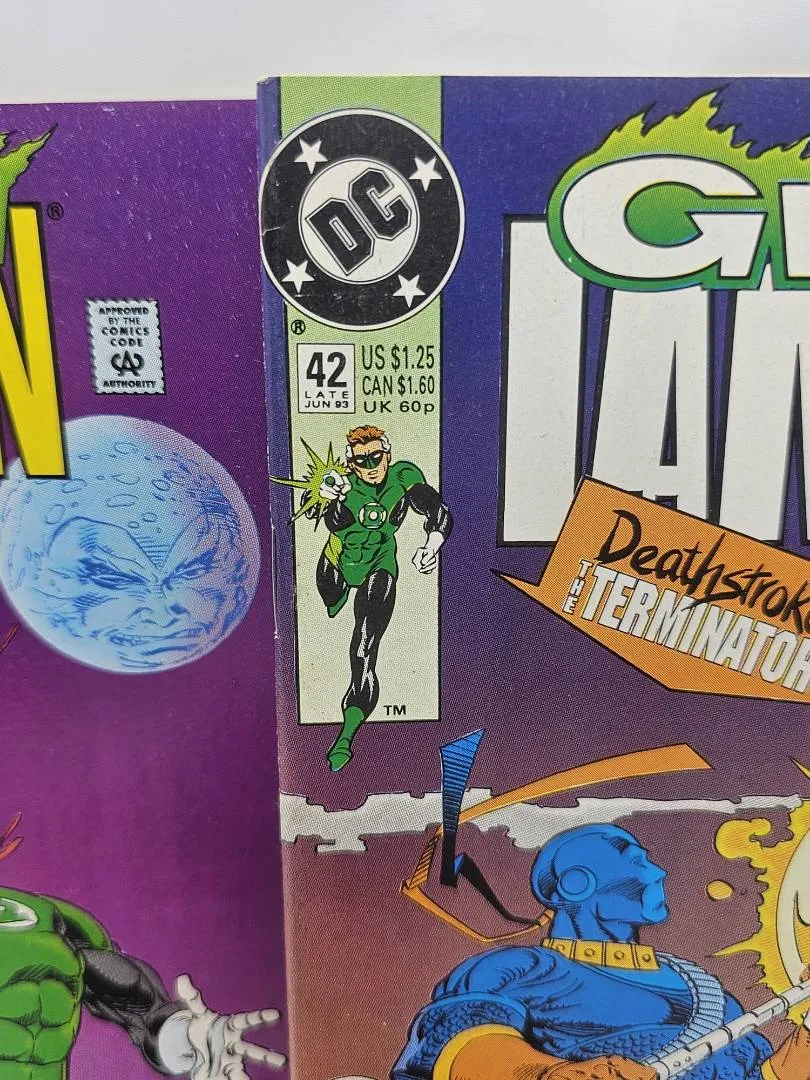 N®
APPROVED
BY THE
COMICS
CODE
CA
AUTHORITY
DC
®
42
LATE
JUN 93
US $1.25
CAN $1.60
UK 60p
TM
G
LAN
Deathstroke
THE
TERMINATOR